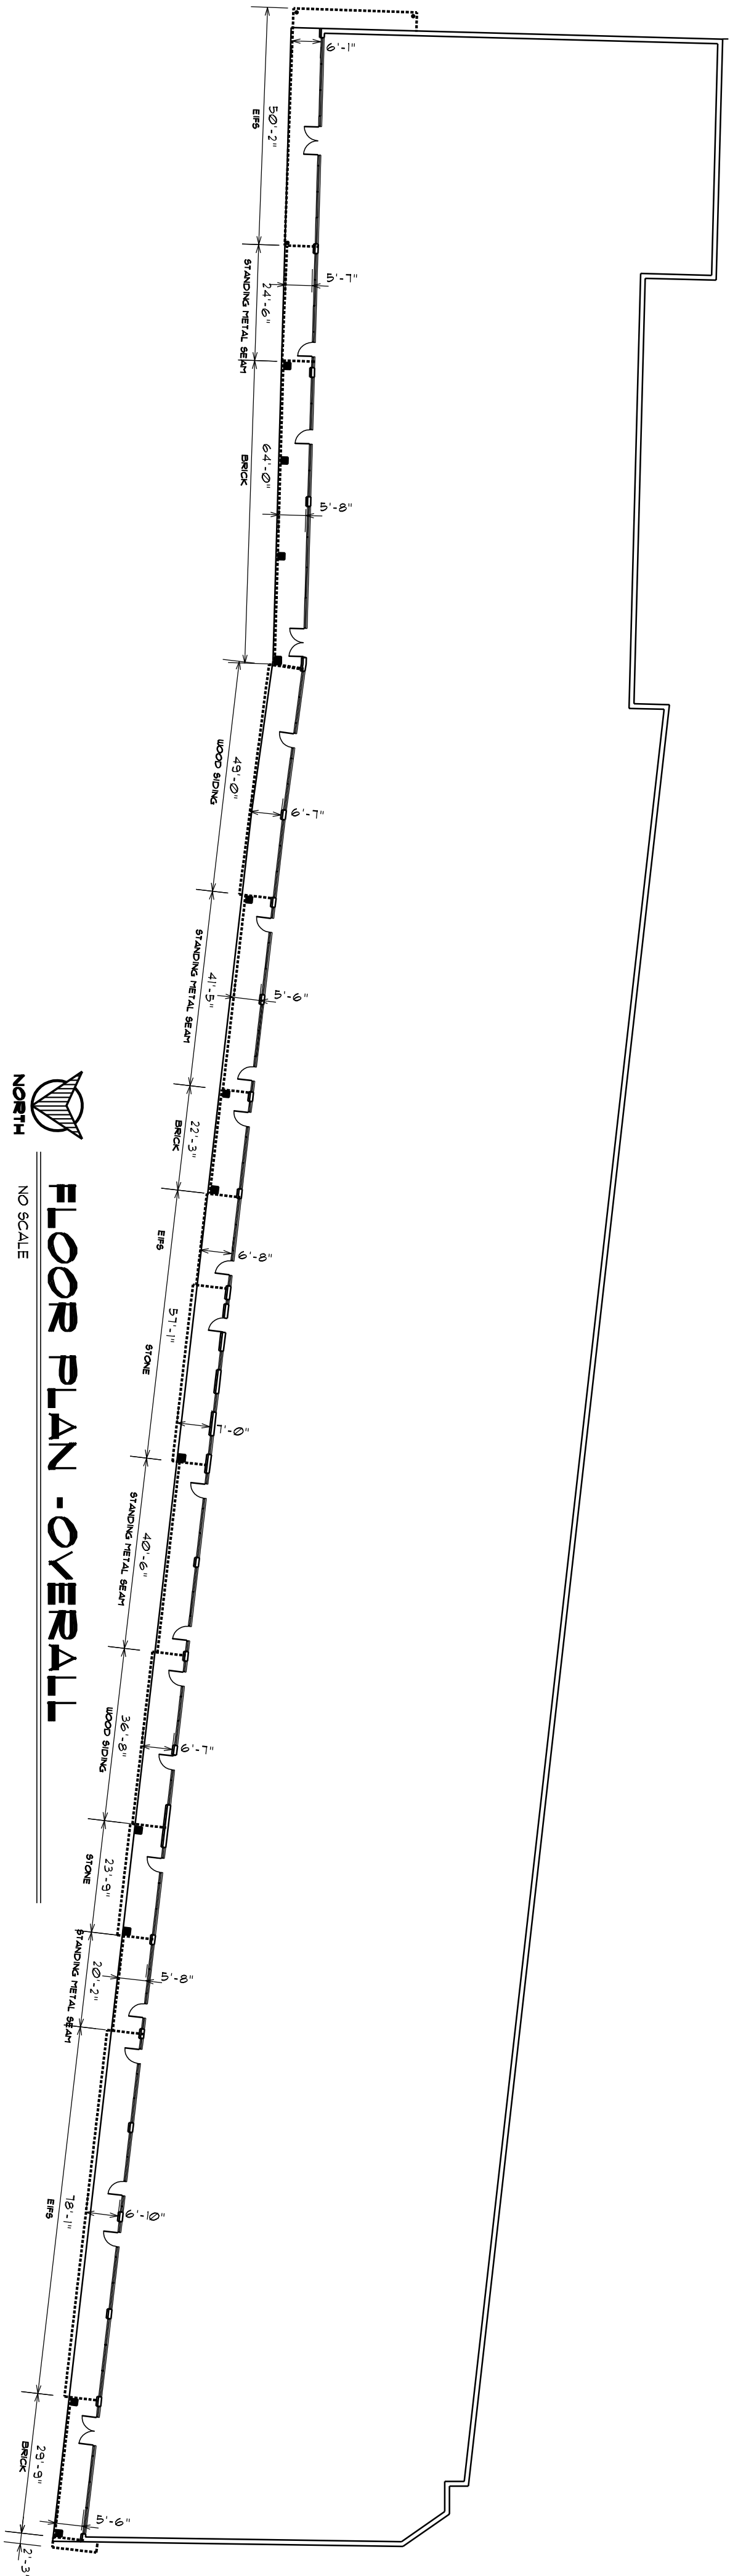 6'-1"
50'-2"
EIFS
5'-7"
24'-6"
STANDING METAL SEAM
64'-0"
BRICK
5'-8"
49'-0"
WOOD SIDING
6'-7"
41'-5"
STANDING METAL SEAM
5'-6"
22'-3"
BRICK
6'-8"
EIFS
57'-1"
STONE
7'-0"
40'-6"
STANDING METAL SEAM
36'-8"
WOOD SIDING
6'-7"
23'-9"
STONE
20'-2"
STANDING METAL SEAM
5'-8"
78'-1"
EIFS
6'-10"
29'-9"
BRICK
5'-6"
2'-3"
NORTH
FLOOR PLAN -OVERALL
NO SCALE